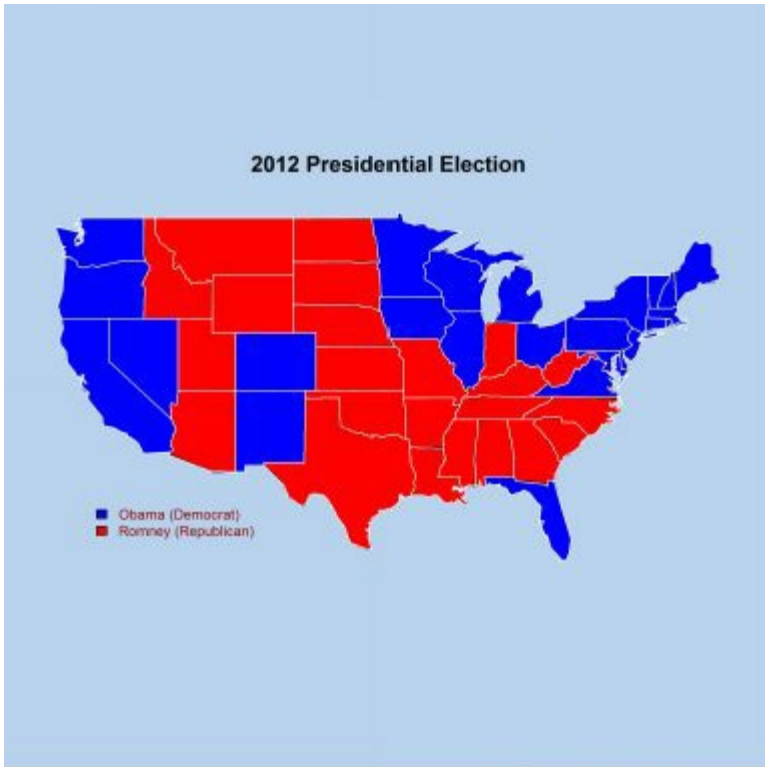 2012 Presidential Election
Obama (Democrat)
Romney (Republican)